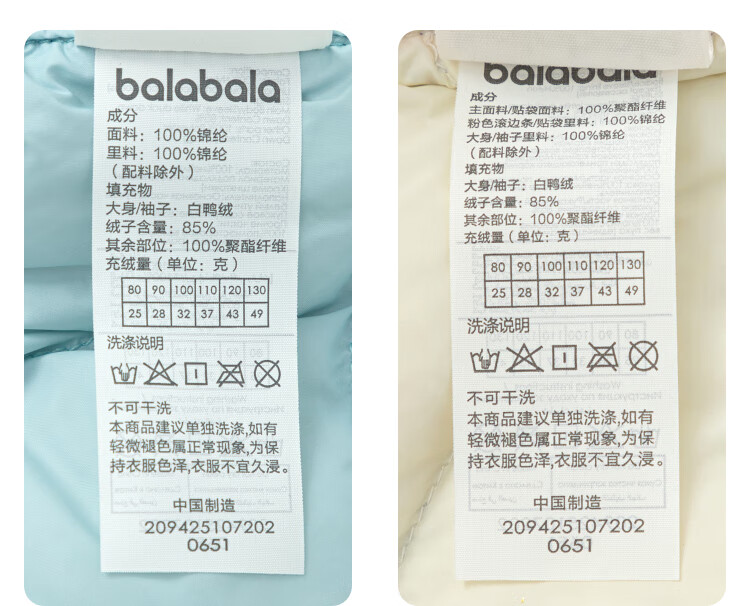 balabala
成分
面料：100%锦纶
里料：100%锦纶
（配料除外）
填充物
大身/袖子：白鸭绒
绒子含量：85%
其余部位：100%聚酯纤维
充绒量（单位：克）
80 90 100 110 120 130
25 28 32 37 43 49
洗涤说明
不可干洗
本商品建议单独洗涤,如有
轻微褪色属正常现象,为保
持衣服色泽,衣服不宜久浸。
中国制造
209425107202
0651
balabala
成分
主面料/贴袋面料：100%聚酯纤维
粉色滚边条/贴袋里料：100%锦纶
大身/袖子里料：100%锦纶
（配料除外）
填充物
大身/袖子：白鸭绒
绒子含量：85%
其余部位：100%聚酯纤维
充绒量（单位：克）
80 90 100 110 120 130
25 28 32 37 43 49
洗涤说明
不可干洗
本商品建议单独洗涤,如有
轻微褪色属正常现象,为保
持衣服色泽,衣服不宜久浸。
中国制造
209425107202
0651